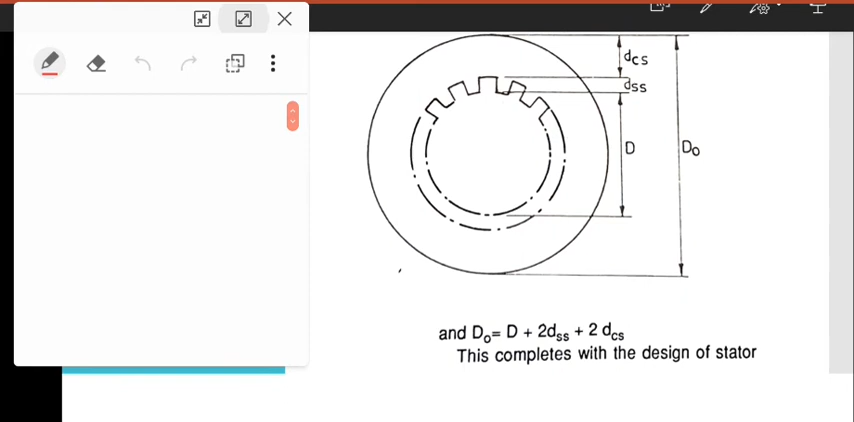 dcs
dss
D
Do
and Do= D + 2dss + 2 dcs
This completes with the design of stator